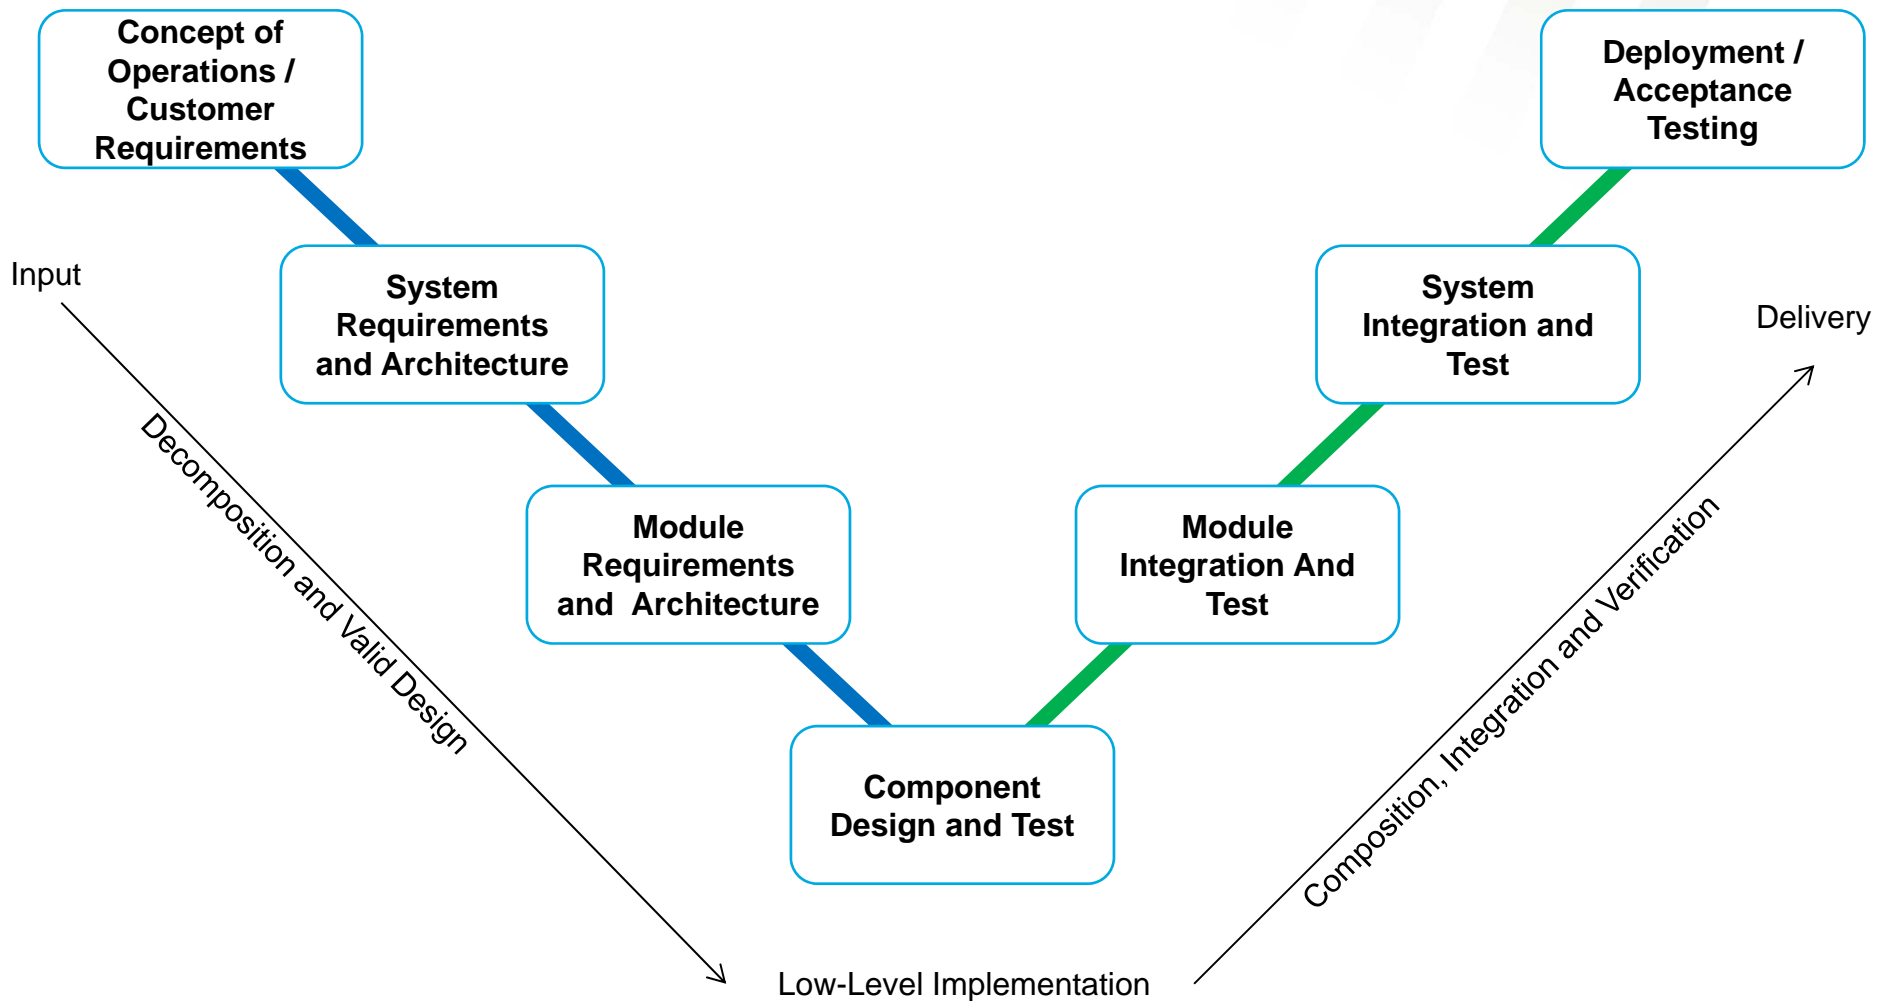 Concept of
Operations /
Customer
Requirements
Deployment /
Acceptance
Testing
Input
System
Requirements
and Architecture
System
Integration and
Test
Delivery
Decomposition and Valid Design
Module
Requirements
and  Architecture
Module
Integration And
Test
Composition, Integration and Verification
Component
Design and Test
Low-Level Implementation